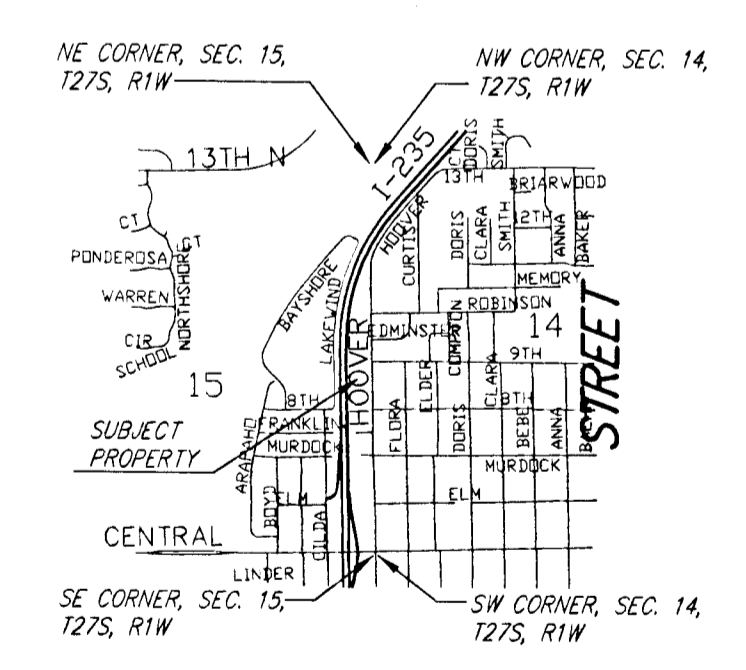 NE CORNER, SEC. 15,
T27S, R1W
NW CORNER, SEC. 14,
T27S, R1W
13TH N
I-235
CT
DORIS
SMITH
13TH
BRIARWOOD
HOOVER
CURTIS
DORIS
CLARA
SMITH
12TH
ANNA
BAKER
CT
CT
PONDEROSA
NORTHSHORE
WARREN
CIR
SCHOOL
15
BAYSHORE
LAKEWIND
MEMORY
ROBINSON
14
STREET
HOOVER
COMPTON
9TH
8TH
FRANKLIN
MURDOCK
ARAPAHO
SUBJECT
PROPERTY
FLORA
ELDER
DORIS
CLARA
8TH
BEBE
ANNA
MURDOCK
BOYD
ELM
GILDA
ELM
CENTRAL
LINDER
SE CORNER, SEC. 15,
T27S, R1W
SW CORNER, SEC. 14,
T27S, R1W